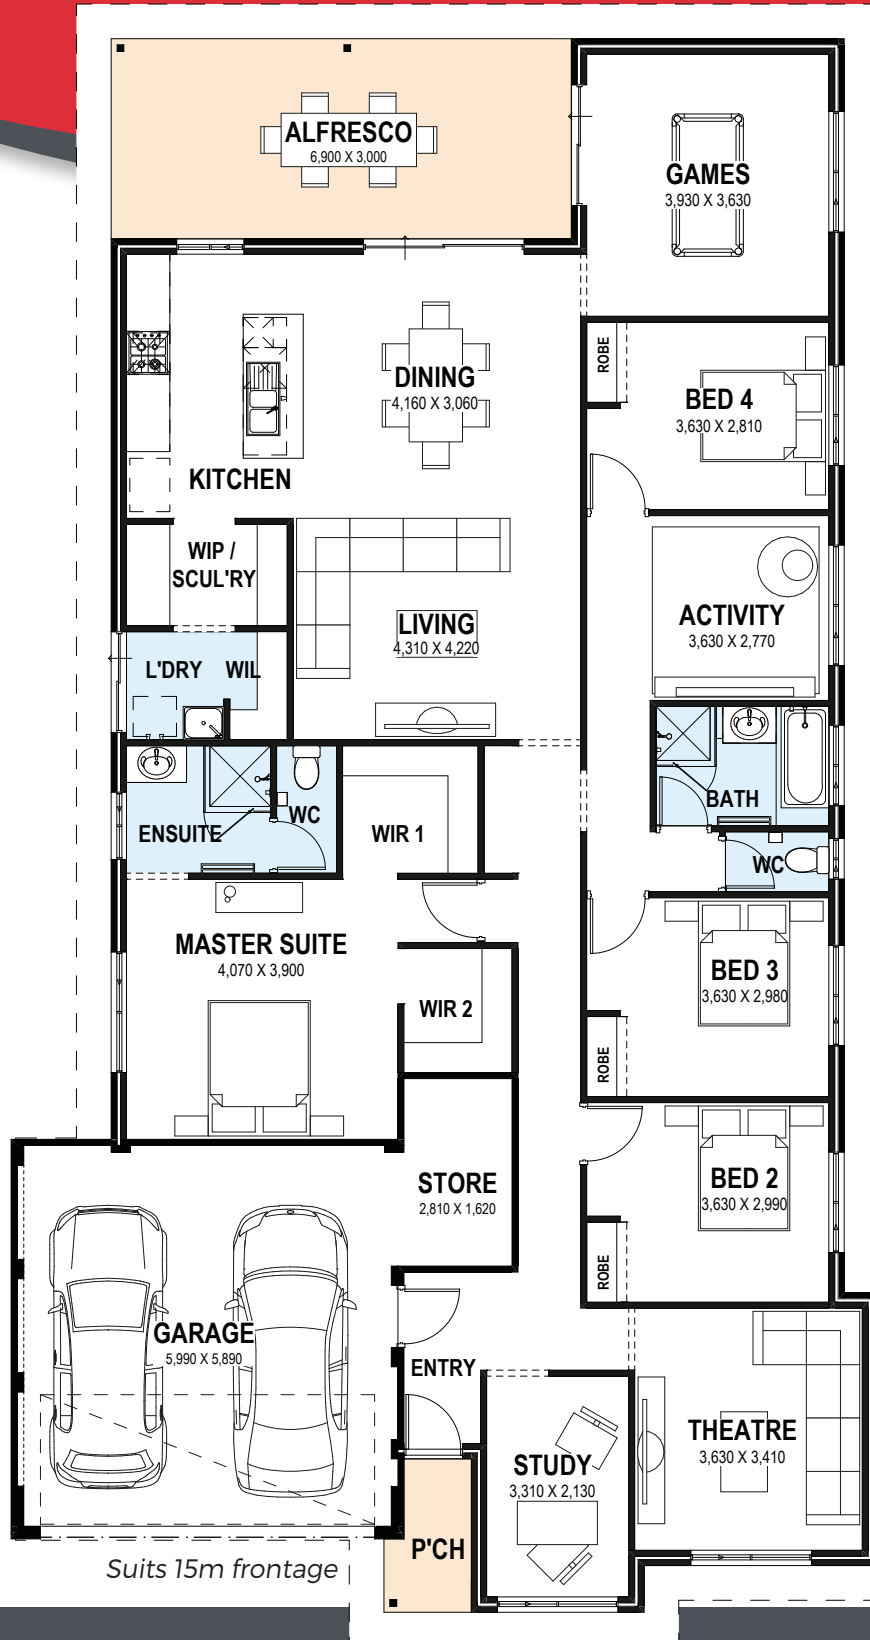 ALFRESCO
6,900 X 3,000
GAMES
3,930 X 3,630
ROBE
BED 4
3,630 X 2,810
DINING
4,160 X 3,060
KITCHEN
WIP /
SCUL'RY
LIVING
4,310 X 4,220
ACTIVITY
3,630 X 2,770
L'DRY
WIL
ENSUITE
WC
WIR 1
BATH
WC
MASTER SUITE
4,070 X 3,900
WIR 2
BED 3
3,630 X 2,980
ROBE
STORE
2,810 X 1,620
BED 2
3,630 X 2,990
ROBE
GARAGE
5,990 X 5,890
ENTRY
THEATRE
3,630 X 3,410
STUDY
3,310 X 2,130
P'CH
Suits 15m frontage